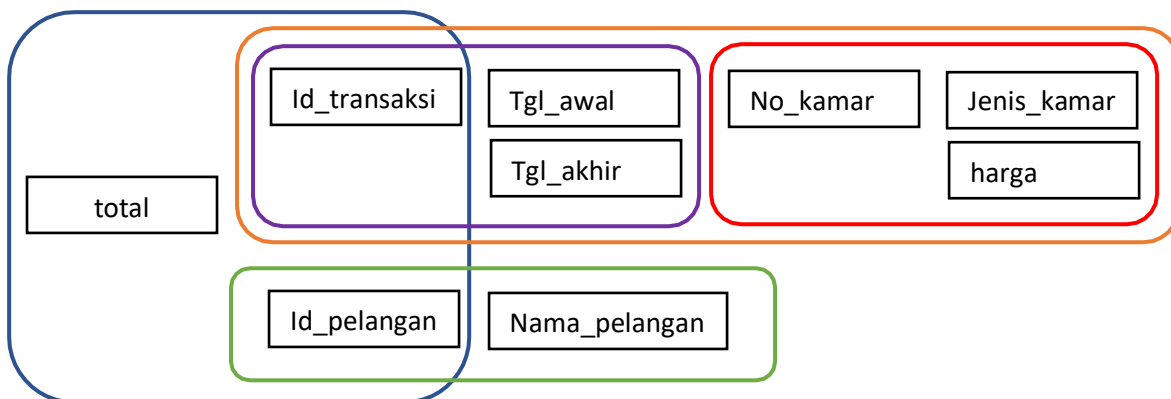 Id_transaksi
Tgl_awal
No_kamar
Jenis_kamar
Tgl_akhir
harga
total
Id_pelangan
Nama_pelangan